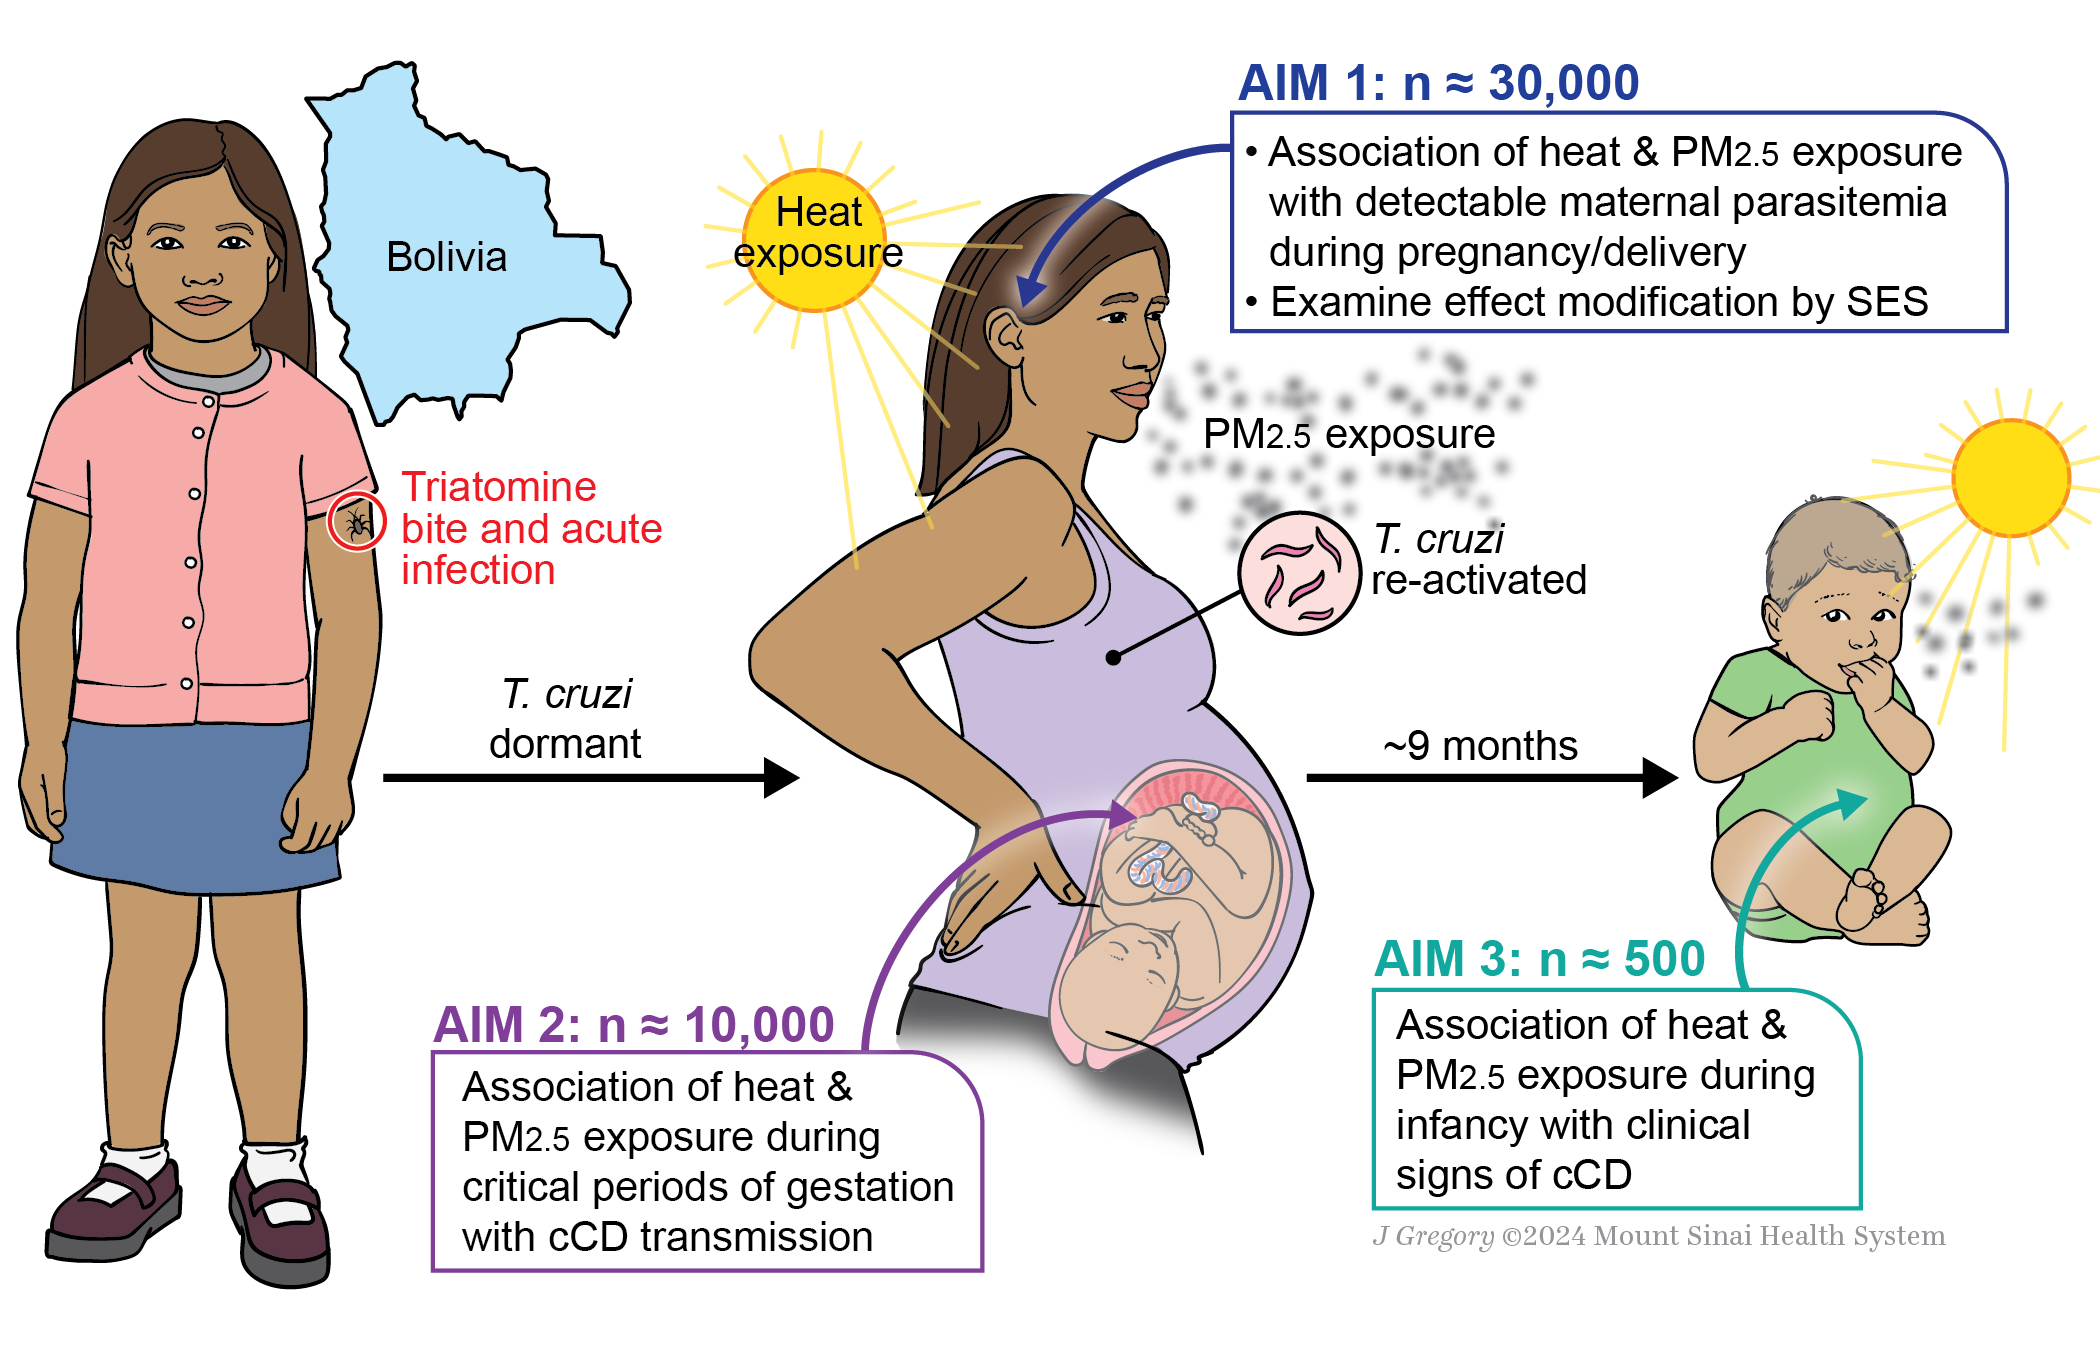 Bolivia
Triatomine
bite and acute
infection
T. cruzi
dormant
Heat
exposure
AIM 1: n ≈ 30,000
• Association of heat & PM2.5 exposure
with detectable maternal parasitemia
during pregnancy/delivery
• Examine effect modification by SES
PM2.5 exposure
T. cruzi
re-activated
~9 months
AIM 2: n ≈ 10,000
Association of heat &
PM2.5 exposure during
critical periods of gestation
with cCD transmission
AIM 3: n ≈ 500
Association of heat &
PM2.5 exposure during
infancy with clinical
signs of cCD
J Gregory ©2024 Mount Sinai Health System